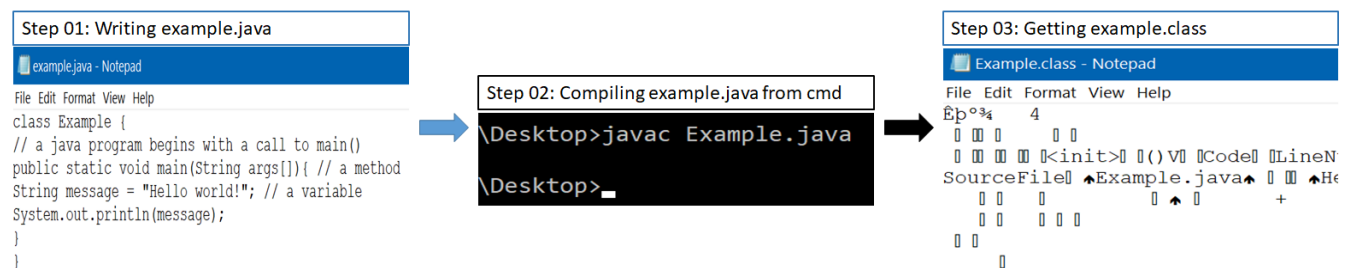 Step 01: Writing example.java
example.java - Notepad
File Edit Format View Help
class Example {
// a java program begins with a call to main()
public static void main(String args[]){ // a method
String message = "Hello world!"; // a variable
System.out.println(message);
}
}
Step 02: Compiling example.java from cmd
\Desktop>javac Example.java
\Desktop>
Step 03: Getting example.class
Example.class - Notepad
File Edit Format View Help
Êþº¾ 4
<init> ()V Code LineN
SourceFile Example.java He
+